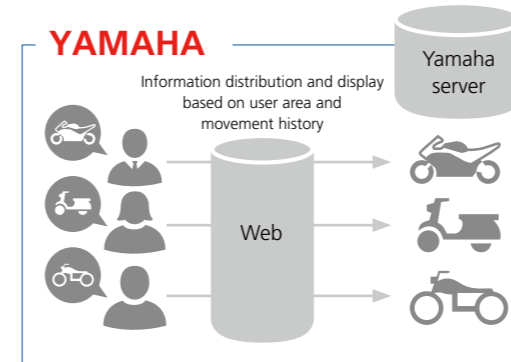 YAMAHA
Yamaha
server
Information distribution and display
based on user area and
movement history
Web